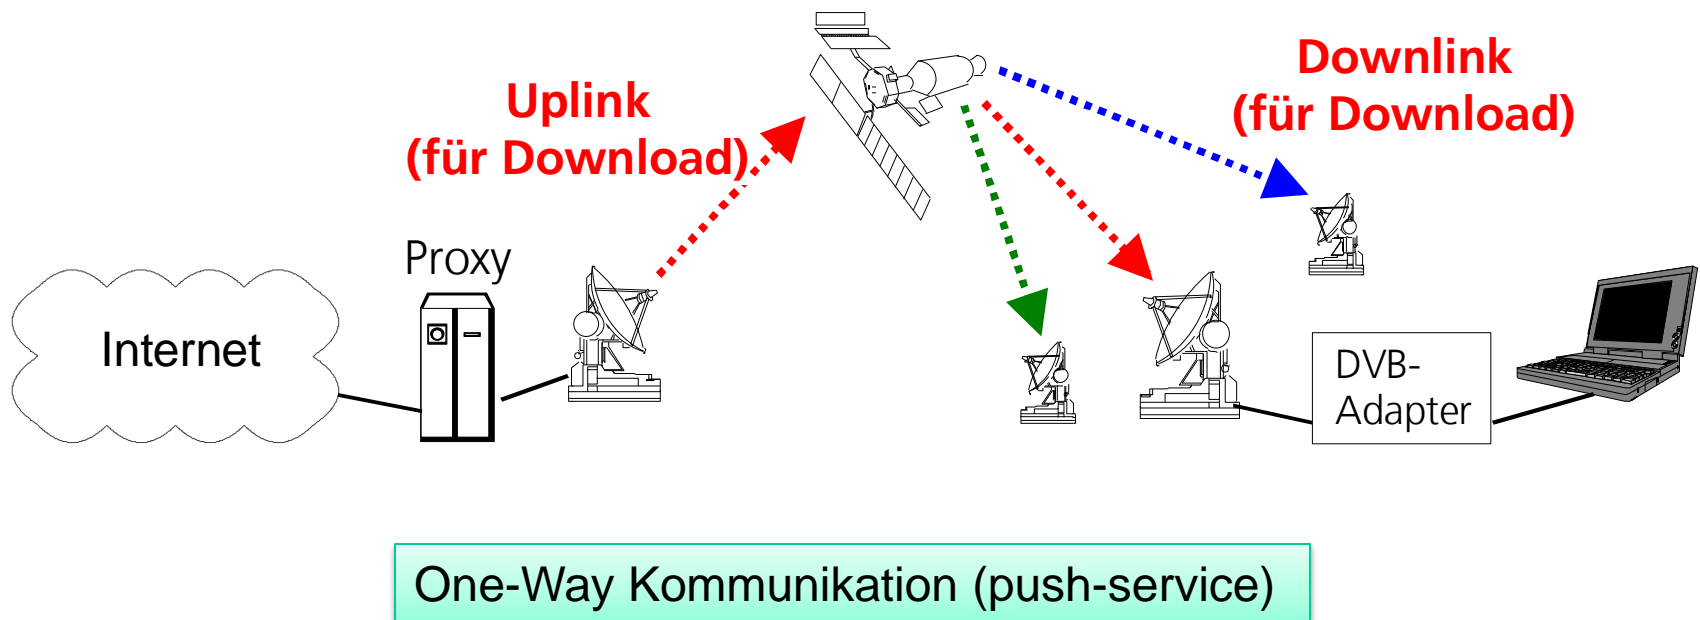 Uplink
(für Download)
Downlink
(für Download)
Proxy
Internet
DVB-
Adapter
One-Way Kommunikation (push-service)